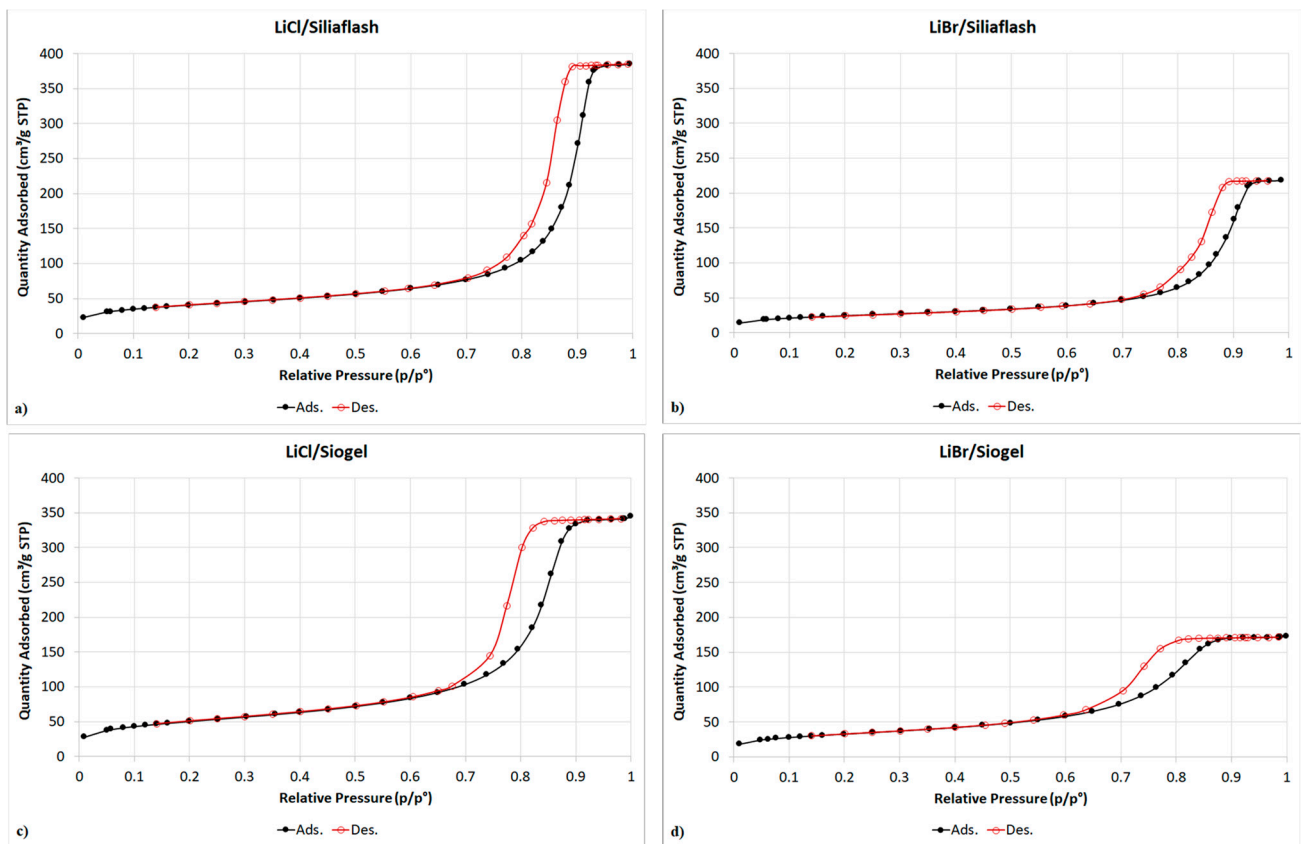 LiCl/Siliaflash
400
350
300
250
200
150
100
50
0
Quantity Adsorbed (cm³/g STP)
0 0.1 0.2 0.3 0.4 0.5 0.6 0.7 0.8 0.9 1
Relative Pressure (p/p°)
a)
Ads. Des.
LiBr/Siliaflash
400
350
300
250
200
150
100
50
0
Quantity Adsorbed (cm³/g STP)
0 0.1 0.2 0.3 0.4 0.5 0.6 0.7 0.8 0.9 1
Relative Pressure (p/p°)
b)
Ads. Des.
LiCl/Siogel
400
350
300
250
200
150
100
50
0
Quantity Adsorbed (cm³/g STP)
0 0.1 0.2 0.3 0.4 0.5 0.6 0.7 0.8 0.9 1
Relative Pressure (p/p°)
c)
Ads. Des.
LiBr/Siogel
400
350
300
250
200
150
100
50
0
Quantity Adsorbed (cm³/g STP)
0 0.1 0.2 0.3 0.4 0.5 0.6 0.7 0.8 0.9 1
Relative Pressure (p/p°)
d)
Ads. Des.